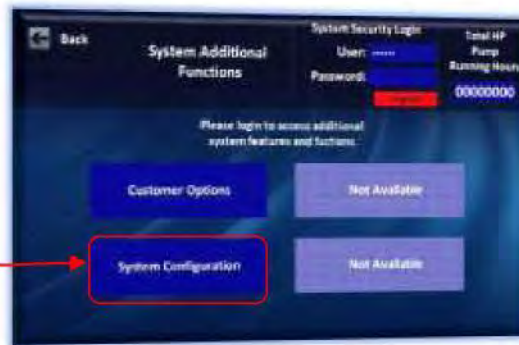 Back
System Additional
Functions
System Security Login
User: ······
Password:
Total HP
Pump
Running Hours
00000000
Please login to access additional
system features and fuctions
Customer Options
Not Available
System Configuration
Not Available